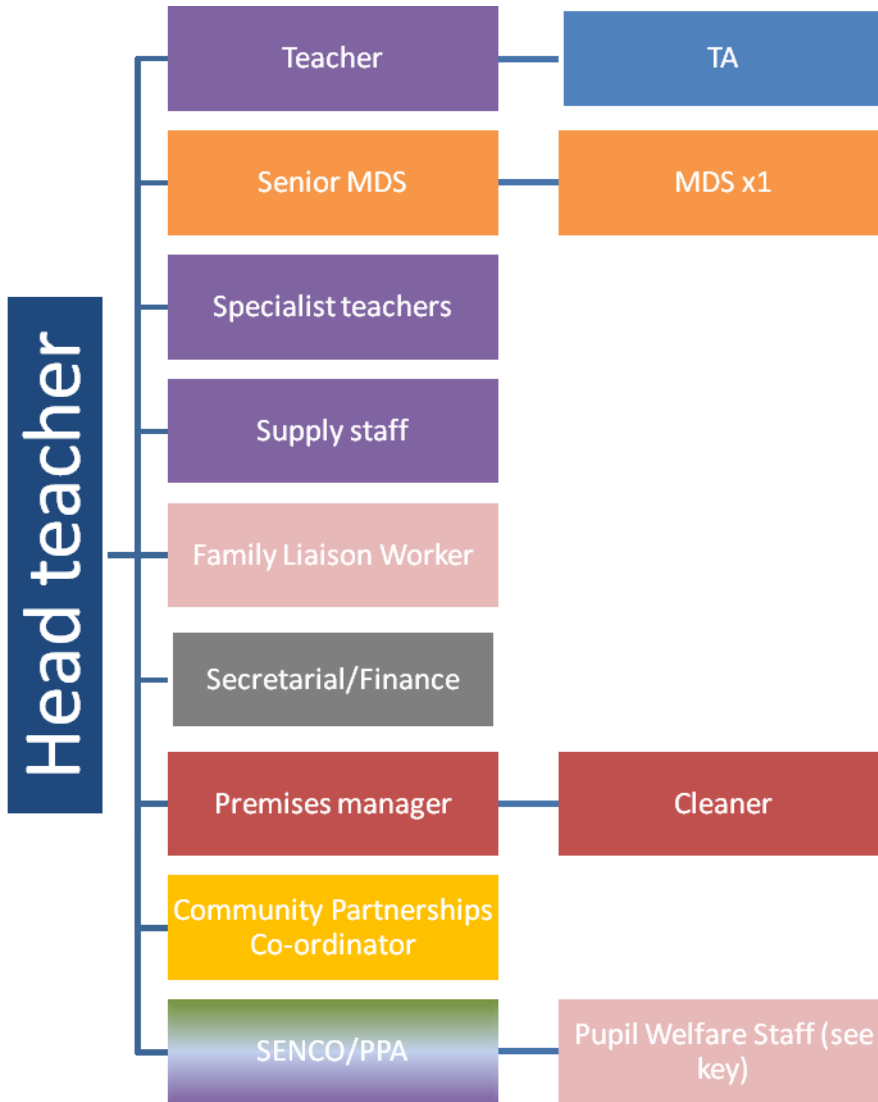 Head teacher
Teacher
TA
Senior MDS
MDS x1
Specialist teachers
Supply staff
Family Liaison Worker
Secretarial/Finance
Premises manager
Cleaner
Community Partnerships
Co-ordinator
SENCO/PPA
Pupil Welfare Staff (see
key)